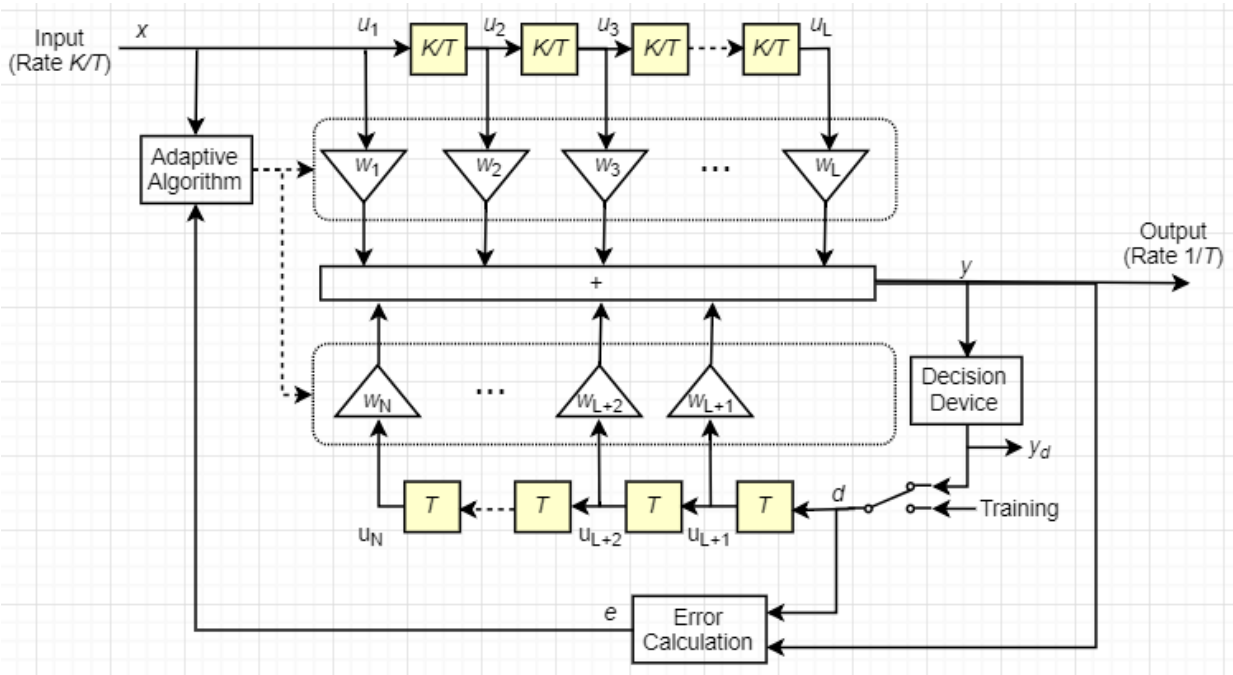 Input
(Rate K/T)
x
u1
K/T
u2
K/T
u3
K/T
K/T
uL
Adaptive
Algorithm
w1
w2
w3
...
wL
Output
(Rate 1/T)
+
y
wN
...
wL+2
wL+1
Decision
Device
yd
T
T
T
T
d
Training
uN
uL+2
uL+1
e
Error
Calculation